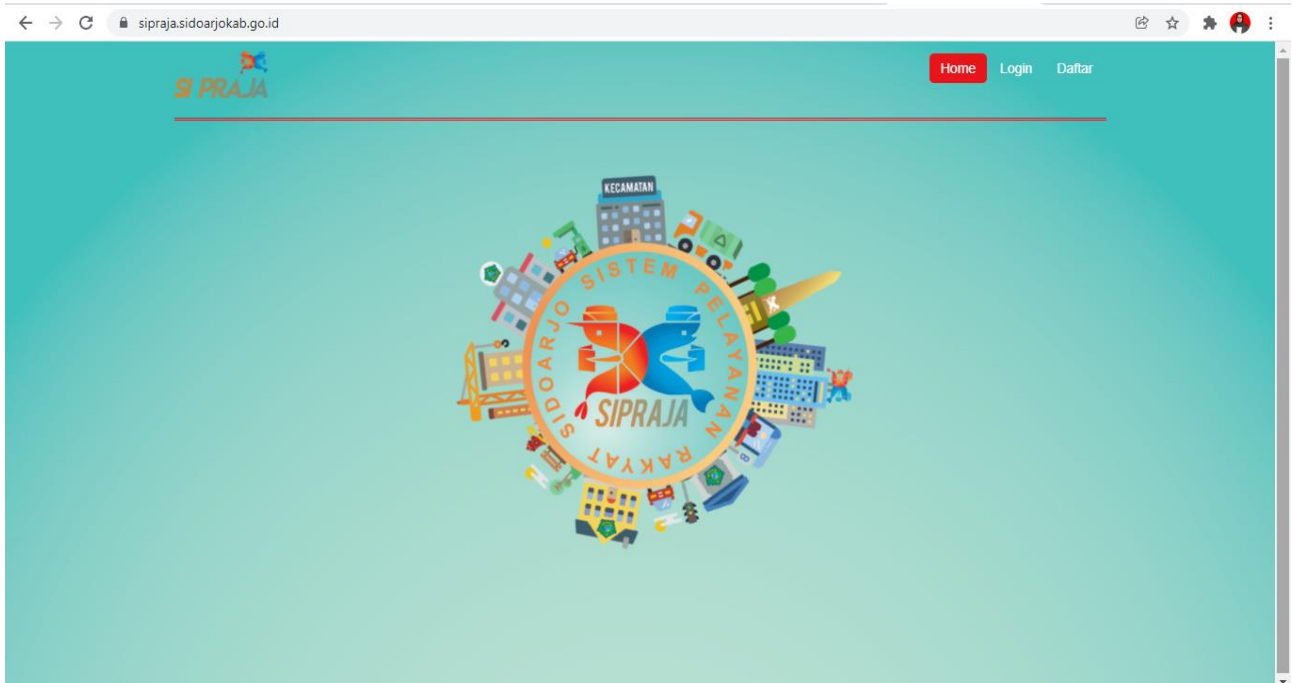 sipraja.sidoarjokab.go.id
SI PRAJA
Home
Login
Daftar
KECAMATAN
SIDOARJO SISTEM PELAYANAN RAKYAT
SIPRAJA